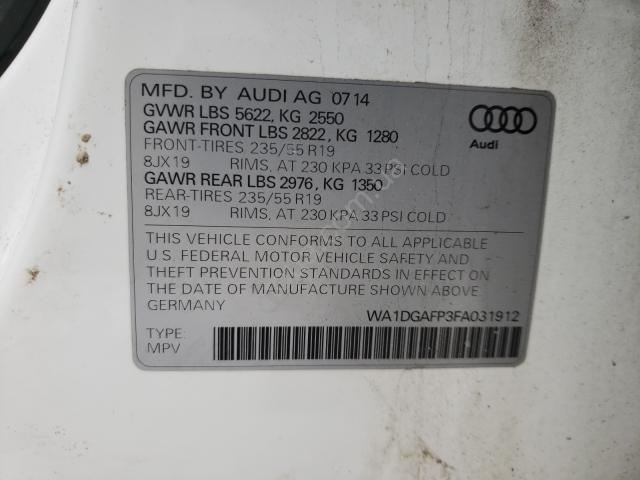 MFD. BY AUDI AG 0714
GVWR LBS 5622, KG 2550
GAWR FRONT LBS 2822, KG 1280
FRONT-TIRES 235/55 R19
8JX19 RIMS, AT 230 KPA 33 PSI COLD
GAWR REAR LBS 2976, KG 1350
REAR-TIRES 235/55 R19
8JX19 RIMS, AT 230 KPA 33 PSI COLD
Audi
THIS VEHICLE CONFORMS TO ALL APPLICABLE
U.S. FEDERAL MOTOR VEHICLE SAFETY AND
THEFT PREVENTION STANDARDS IN EFFECT ON
THE DATE OF MANUFACTURE SHOWN ABOVE.
GERMANY
WA1DGAFP3FA031912
TYPE:
MPV